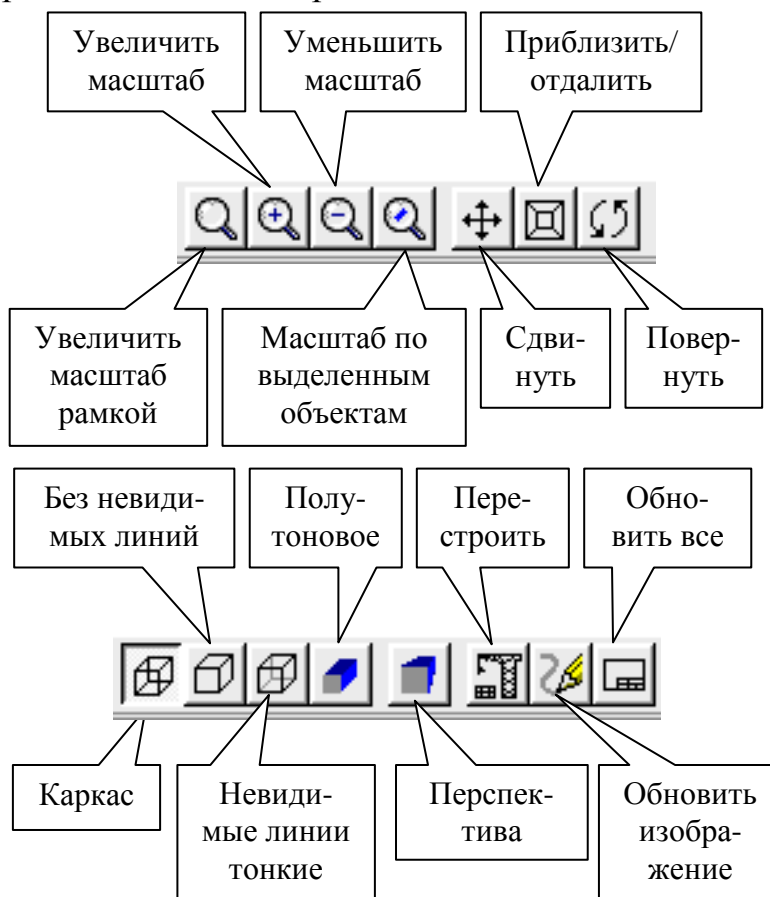 Увеличить
масштаб
Уменьшить
масштаб
Приблизить/
отдалить
Увеличить
масштаб
рамкой
Масштаб по
выделенным
объектам
Сдви-
нуть
Повер-
нуть
Без невиди-
мых линий
Полу-
тоновое
Пере-
строить
Обно-
вить все
Каркас
Невиди-
мые линии
тонкие
Перспек-
тива
Обновить
изобра-
жение